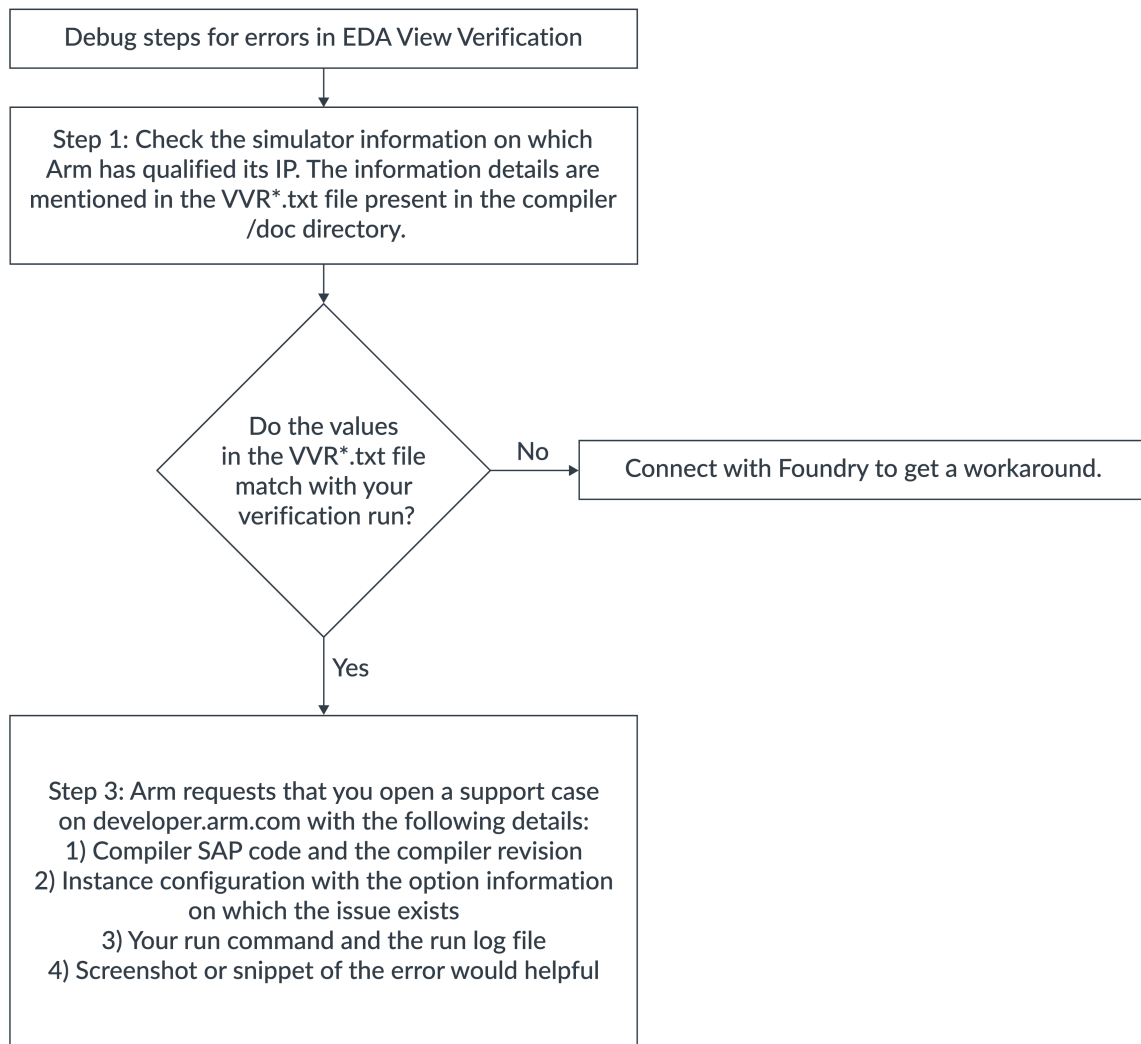 Debug steps for errors in EDA View Verification
Step 1: Check the simulator information on which
Arm has qualified its IP. The information details are
mentioned in the VVR*.txt file present in the compiler
/doc directory.
Do the values
in the VVR*.txt file
match with your
verification run?
No
Connect with Foundry to get a workaround.
Yes
Step 3: Arm requests that you open a support case
on developer.arm.com with the following details:
1) Compiler SAP code and the compiler revision
2) Instance configuration with the option information
on which the issue exists
3) Your run command and the run log file
4) Screenshot or snippet of the error would helpful